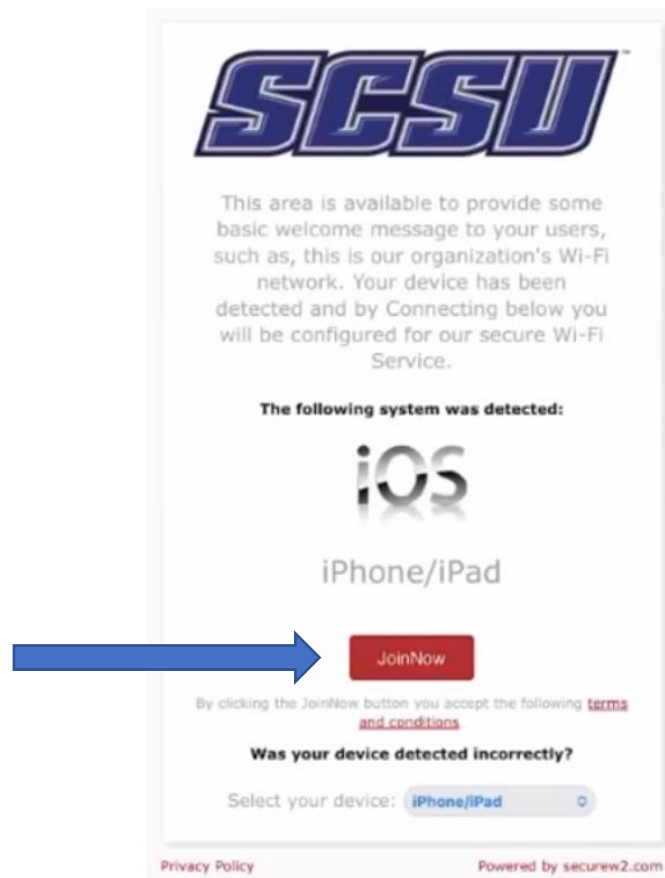 SCSU
This area is available to provide some
basic welcome message to your users,
such as, this is our organization's Wi-Fi
network. Your device has been
detected and by Connecting below you
will be configured for our secure Wi-Fi
Service.
The following system was detected:
iOS
iPhone/iPad
JoinNow
By clicking the JoinNow button you accept the following terms
and conditions
Was your device detected incorrectly?
Select your device: iPhone/iPad
Privacy Policy Powered by securew2.com